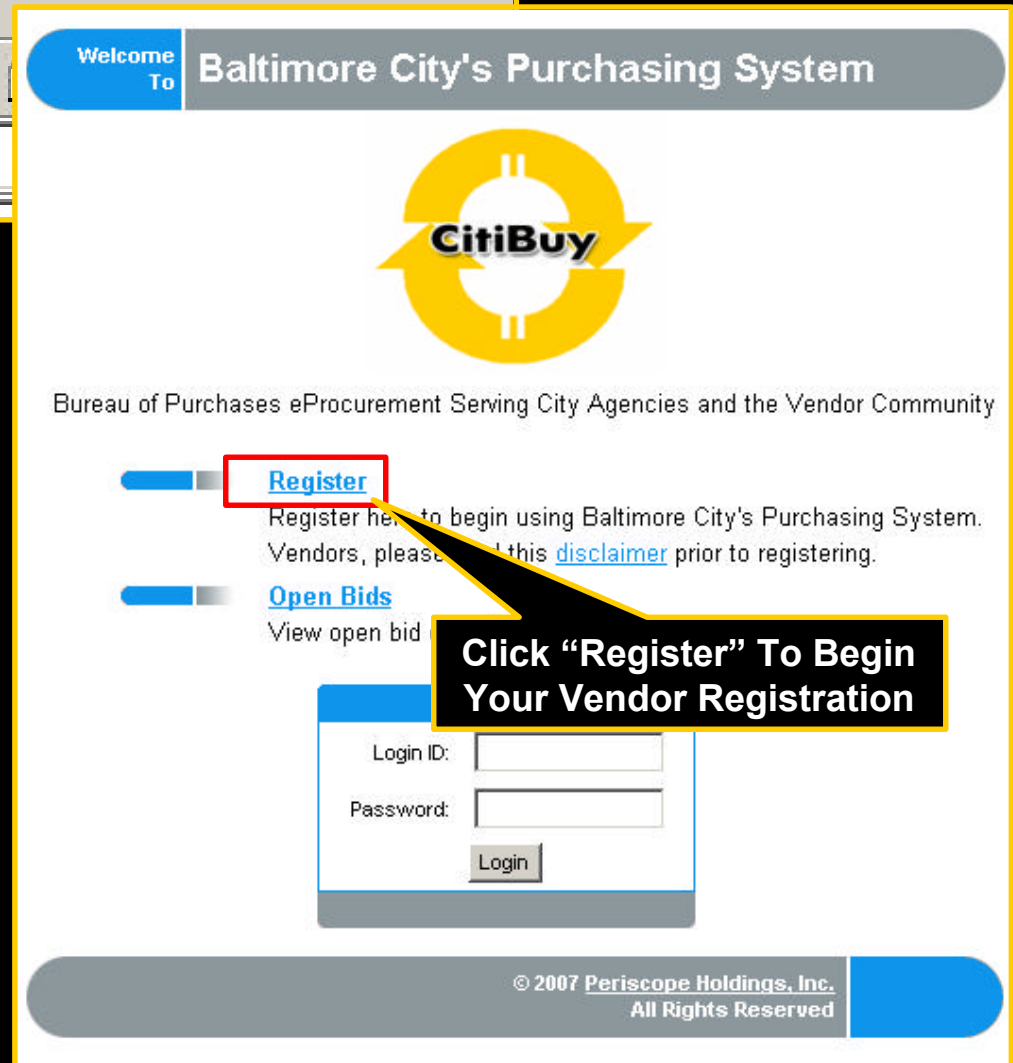 Welcome
To
Baltimore City's Purchasing System
CitiBuy
Bureau of Purchases eProcurement Serving City Agencies and the Vendor Community
Register
Register here to begin using Baltimore City's Purchasing System.
Vendors, please this disclaimer prior to registering.
Open Bids
View open bid
Click “Register” To Begin
Your Vendor Registration
Login ID:
Password:
Login
© 2007 Periscope Holdings, Inc.
All Rights Reserved